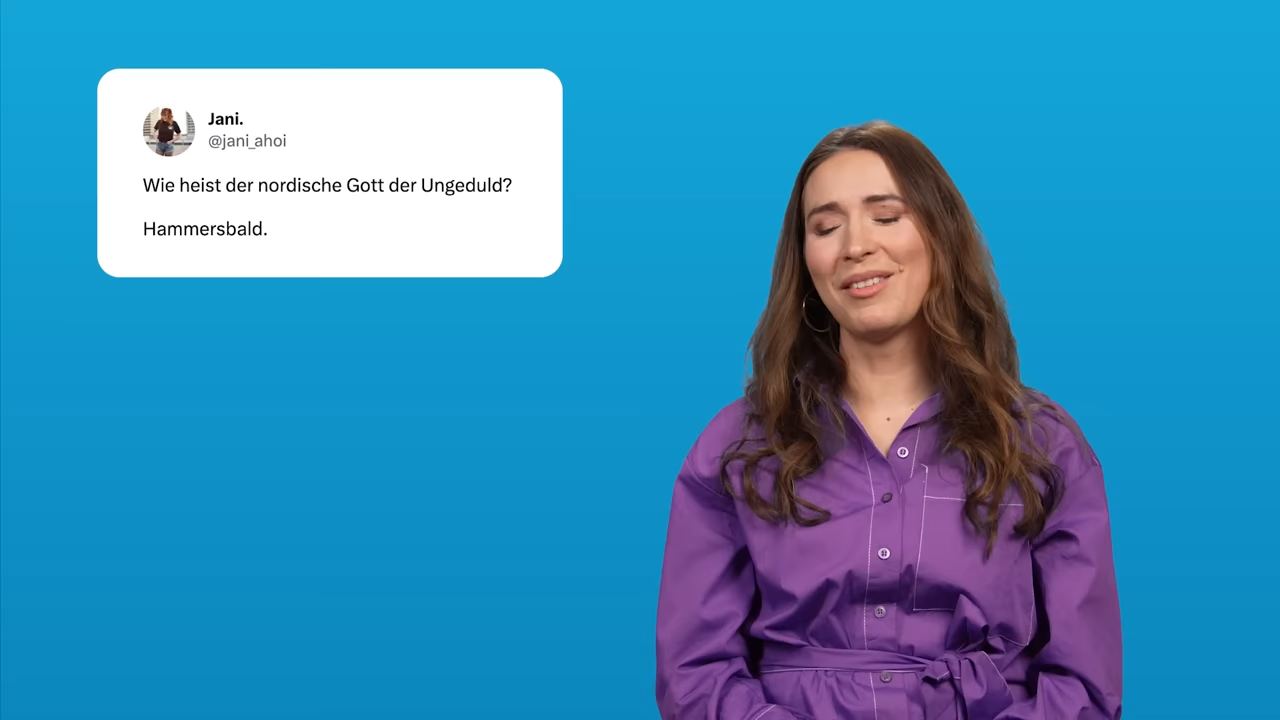 Jani.
@jani_ahoi
Wie heist der nordische Gott der Ungeduld?
Hammersbald.